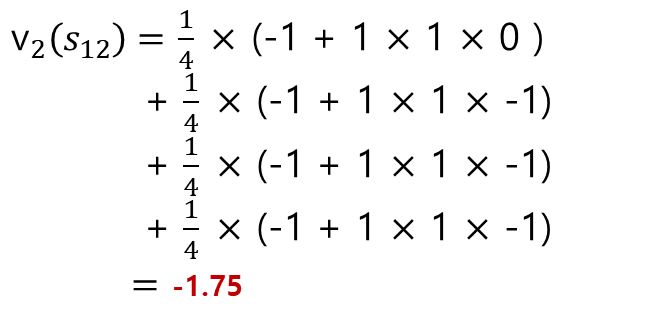 v₂(s₁₂) = 1/4 × (-1 + 1 × 1 × 0 )
+ 1/4 × (-1 + 1 × 1 × -1)
+ 1/4 × (-1 + 1 × 1 × -1)
+ 1/4 × (-1 + 1 × 1 × -1)
= -1.75